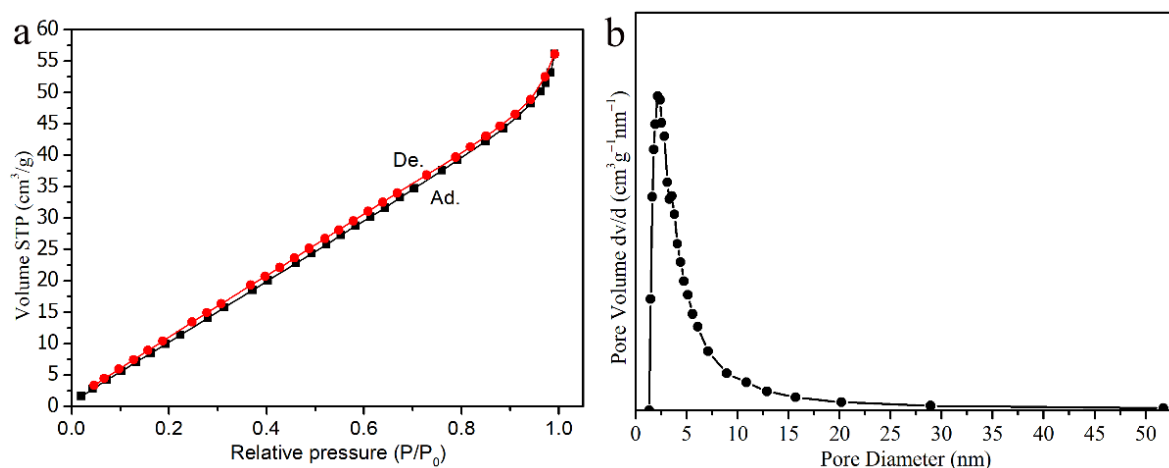 a
60
55
50
45
40
35
30
25
20
15
10
5
0
Volume STP (cm³/g)
De.
Ad.
0.0 0.2 0.4 0.6 0.8 1.0
Relative pressure (P/P₀)
b
Pore Volume dv/d (cm³g⁻¹nm⁻¹)
0 5 10 15 20 25 30 35 40 45 50
Pore Diameter (nm)